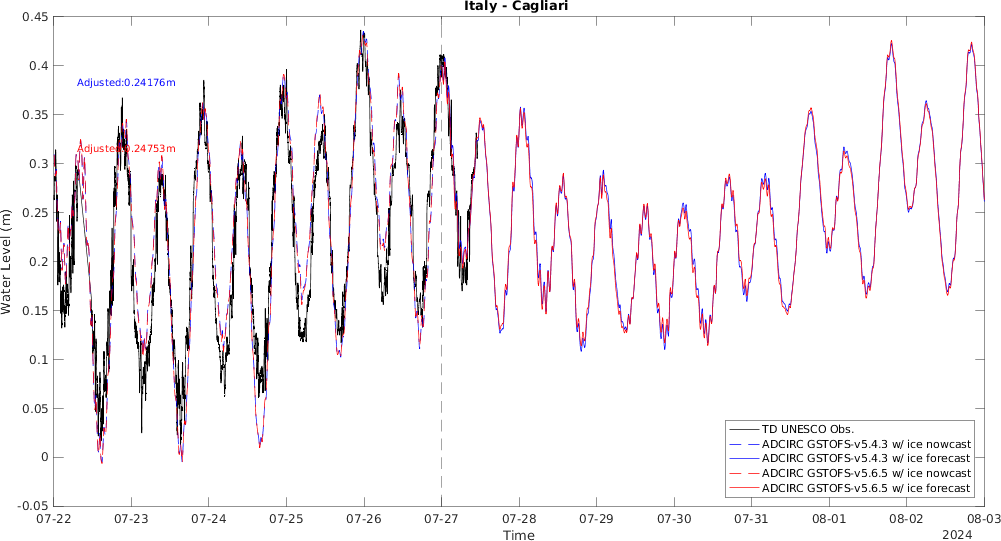 Italy - Cagliari
Water Level (m)
0.45
0.4
0.35
0.3
0.25
0.2
0.15
0.1
0.05
0
-0.05
Adjusted:0.24176m
Adjusted:0.24753m
TD UNESCO Obs.
ADCIRC GSTOFS-v5.4.3 w/ ice nowcast
ADCIRC GSTOFS-v5.4.3 w/ ice forecast
ADCIRC GSTOFS-v5.6.5 w/ ice nowcast
ADCIRC GSTOFS-v5.6.5 w/ ice forecast
07-22 07-23 07-24 07-25 07-26 07-27 07-28 07-29 07-30 07-31 08-01 08-02 08-03
Time
2024